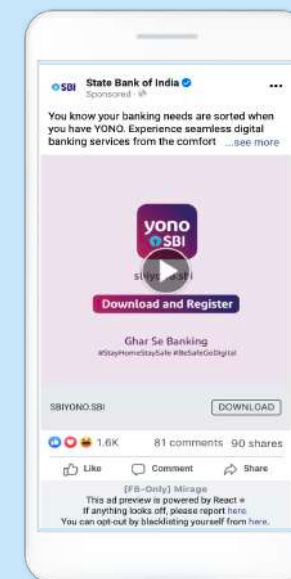 SBI State Bank of India
Sponsored ·
...
You know your banking needs are sorted when
you have YONO. Experience seamless digital
banking services from the comfort ...see more
yono
SBI
Download and Register
Ghar Se Banking
#StayHomeStaySafe #BeSafeGoDigital
SBIYONO.SBI DOWNLOAD
1.6K 81 comments 90 shares
Like Comment Share
[FB-Only] Mirage
This ad preview is powered by React
If anything looks off, please report here.
You can opt-out by blacklisting yourself from here.